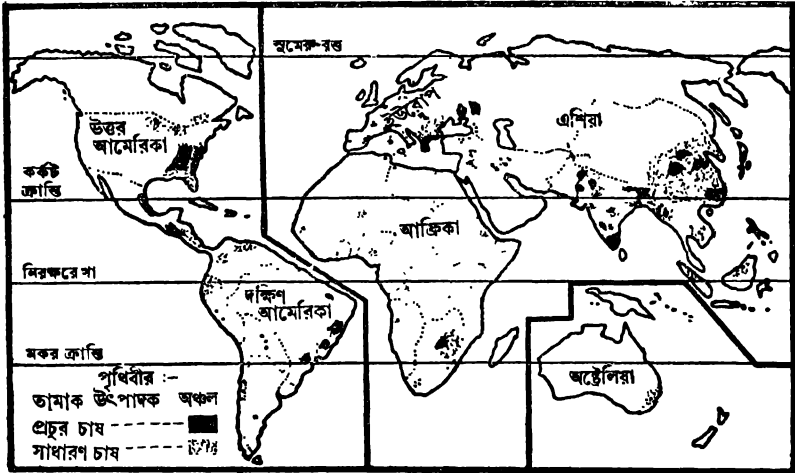 সুমেরু-বৃত্ত
ইউরোপ
এশিয়া
উত্তর
আমেরিকা
কর্কট
ক্রান্তি
আফ্রিকা
নিরক্ষরেখা
দক্ষিণ
আমেরিকা
মকর ক্রান্তি
অষ্ট্রেলিয়া
পৃথিবীর :-
তামাক উৎপাদক অঞ্চল
প্রচুর চাষ
সাধারণ চাষ